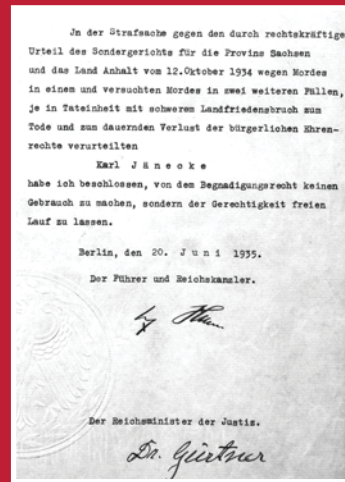 Jn der Strafsache gegen den durch rechtskräftige
Urteil des Sondergerichts für die Provinz Sachsen
und das Land Anhalt vom 12.Oktober 1934 wegen Mordes
in einem und versuchten Mordes in zwei weiteren Fällen,
je in Tateinheit mit schwerem Landfriedensbruch zum
Tode und zum dauernden Verlust der bürgerlichen Ehren-
rechte verurteilten
Karl Jänecke
habe ich beschlossen, von dem Begnadigungsrecht keinen
Gebrauch zu machen, sondern der Gerechtigkeit freien
Lauf zu lassen.
Berlin, den 20. Juni 1935.
Der Führer und Reichskanzler.
Der Reichsminister der Justiz.
Dr. Gürtner